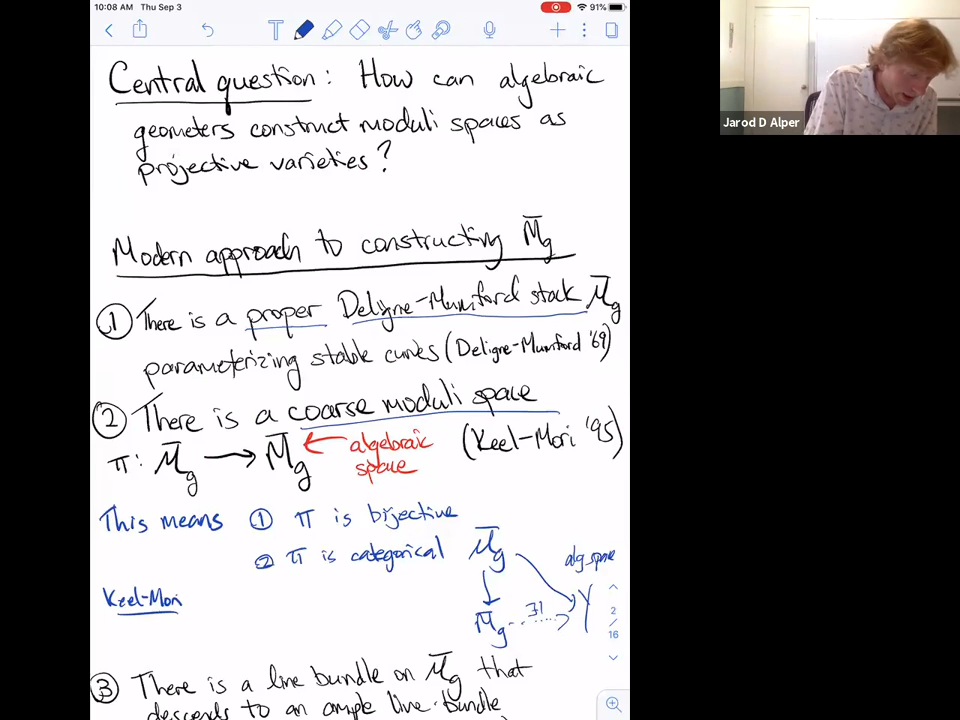 10:08 AM Thu Sep 3
91%
Jarod D Alper
Central question: How can algebraic
geometers construct moduli spaces as
projective varieties?
Modern approach to constructing M̄g
① There is a proper Deligne-Mumford stack ℳ̄g
parameterizing stable curves (Deligne-Mumford '69)
② There is a coarse moduli space
π: ℳ̄g → M̄g ← algebraic space (Keel-Mori '95)
This means ① π is bijective
② π is categorical ℳ̄g
alg space
Keel-Mori
M̄g ∃! Y
2
/
16
③ There is a line bundle on ℳ̄g that
descends to an ample line bundle